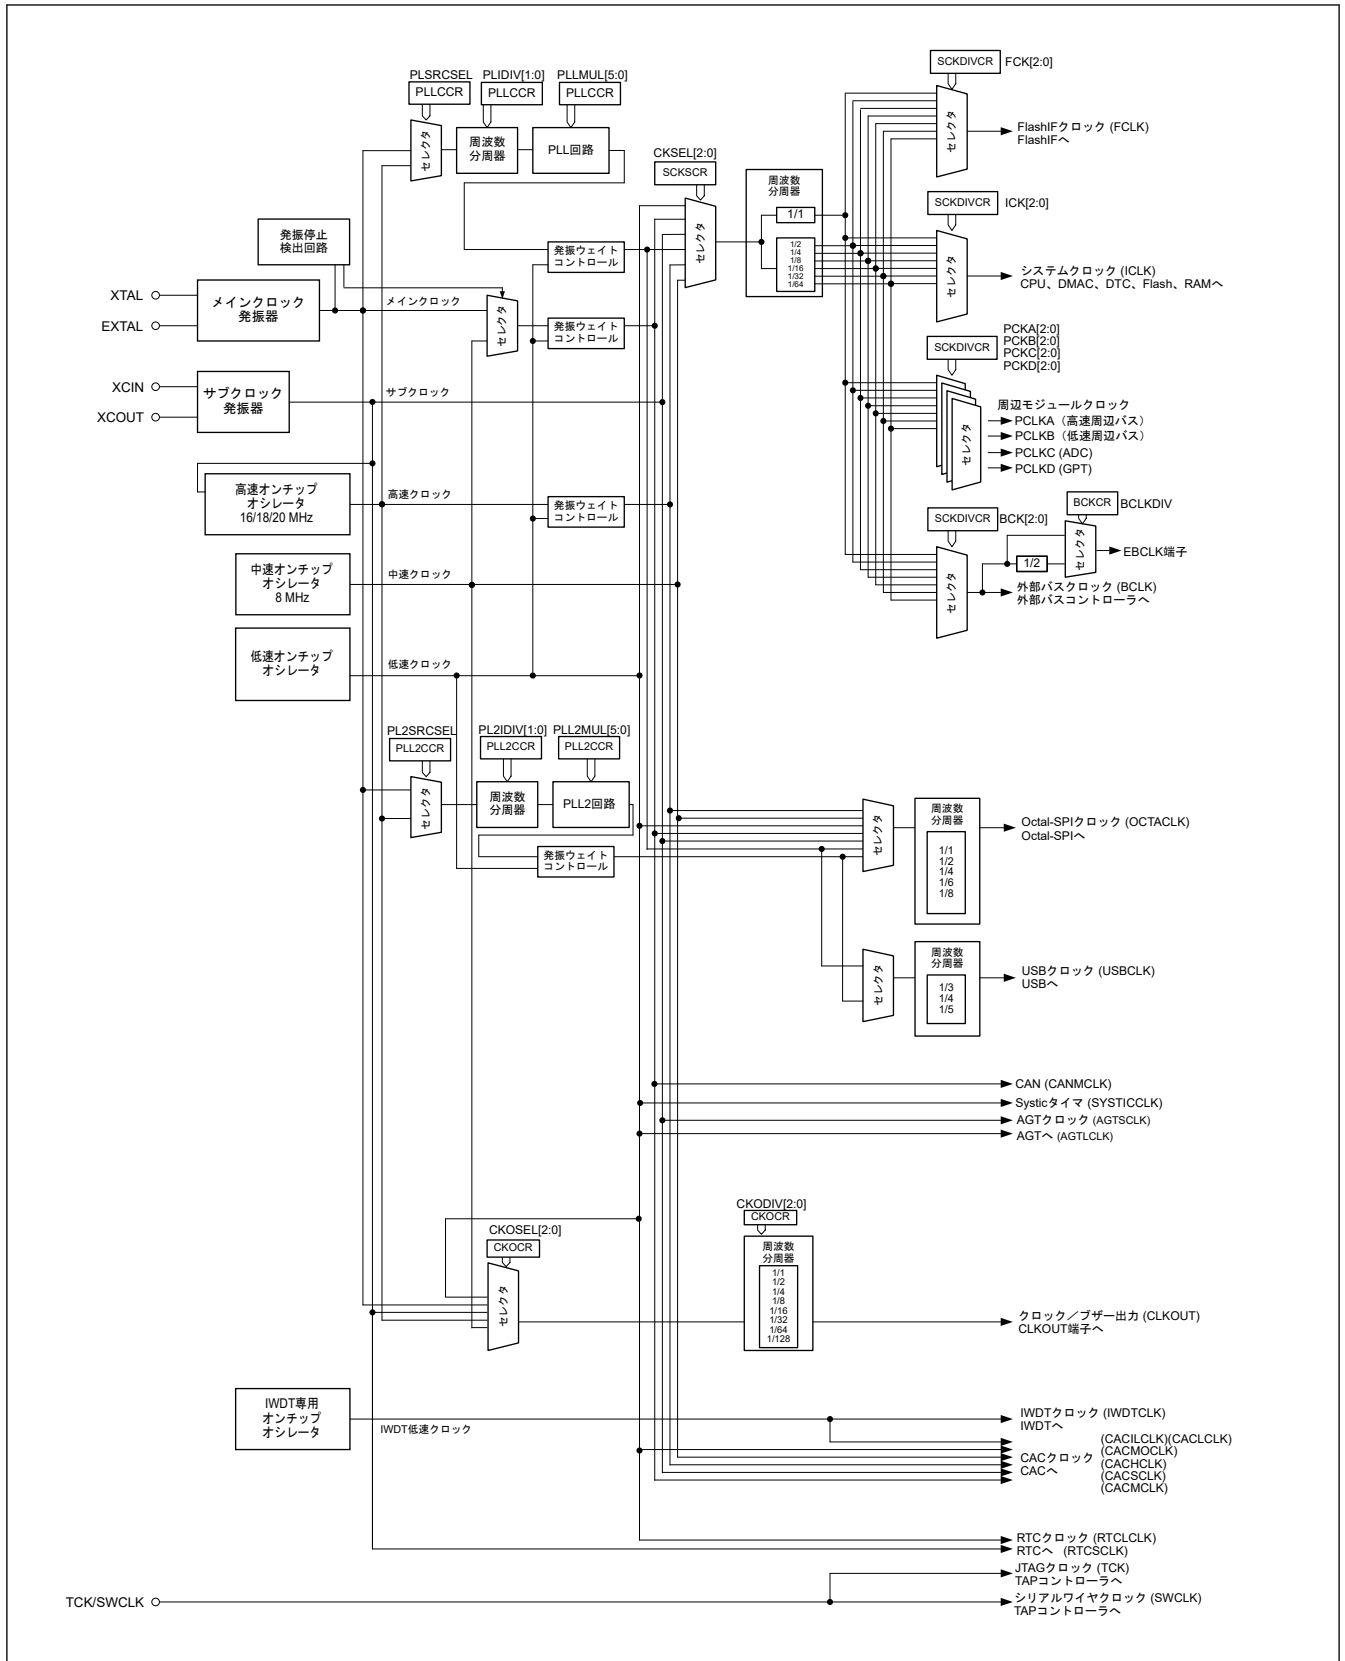 SCKDIVCR FCK[2:0]
PLSRCSEL PLIDIV[1:0] PLLMUL[5:0]
PLLCCR PLLCCR PLLCCR
セレクタ
周波数
分周器
PLL回路
セレクタ
FlashIFクロック (FCLK)
FlashIFへ
CKSEL[2:0]
SCKSCR
セレクタ
周波数
分周器
1/1
1/2
1/4
1/8
1/16
1/32
1/64
SCKDIVCR ICK[2:0]
セレクタ
システムクロック (ICLK)
CPU、DMAC、DTC、Flash、RAMへ
発振停止
検出回路
発振ウェイト
コントロール
XTAL
EXTAL
メインクロック
発振器
メインクロック
セレクタ
発振ウェイト
コントロール
PCKA[2:0]
PCKB[2:0]
PCKC[2:0]
PCKD[2:0]
SCKDIVCR
セレクタ
周辺モジュールクロック
PCLKA（高速周辺バス）
PCLKB（低速周辺バス）
PCLKC (ADC)
PCLKD (GPT)
XCIN
XCOUT
サブクロック
発振器
サブクロック
高速オンチップ
オシレータ
16/18/20 MHz
高速クロック
発振ウェイト
コントロール
BCKCR BCLKDIV
SCKDIVCR BCK[2:0]
セレクタ
1/2
セレクタ
EBCLK端子
外部バスクロック (BCLK)
外部バスコントローラへ
中速オンチップ
オシレータ
8 MHz
中速クロック
低速オンチップ
オシレータ
低速クロック
PL2SRCSEL PL2IDIV[1:0] PLL2MUL[5:0]
PLL2CCR PLL2CCR PLL2CCR
セレクタ
周波数
分周器
PLL2回路
発振ウェイト
コントロール
セレクタ
周波数
分周器
1/1
1/2
1/4
1/6
1/8
Octal-SPIクロック (OCTACLK)
Octal-SPIへ
セレクタ
周波数
分周器
1/3
1/4
1/5
USBクロック (USBCLK)
USBへ
CAN (CANMCLK)
Systicタイマ (SYSTICCLK)
AGTクロック (AGTSCLK)
AGTへ (AGTLCLK)
CKOSEL[2:0]
CKOCR
セレクタ
CKODIV[2:0]
CKOCR
周波数
分周器
1/1
1/2
1/4
1/8
1/16
1/32
1/64
1/128
クロック／ブザー出力 (CLKOUT)
CLKOUT端子へ
IWDT専用
オンチップ
オシレータ
IWDT低速クロック
IWDTクロック (IWDTCLK)
IWDTへ
CACクロック
CACへ
(CACILCLK)(CACLCLK)
(CACMOCLK)
(CACHCLK)
(CACSCLK)
(CACMCLK)
RTCクロック (RTCLCLK)
RTCへ (RTCSCLK)
JTAGクロック (TCK)
TAPコントローラへ
TCK/SWCLK
シリアルワイヤクロック (SWCLK)
TAPコントローラへ